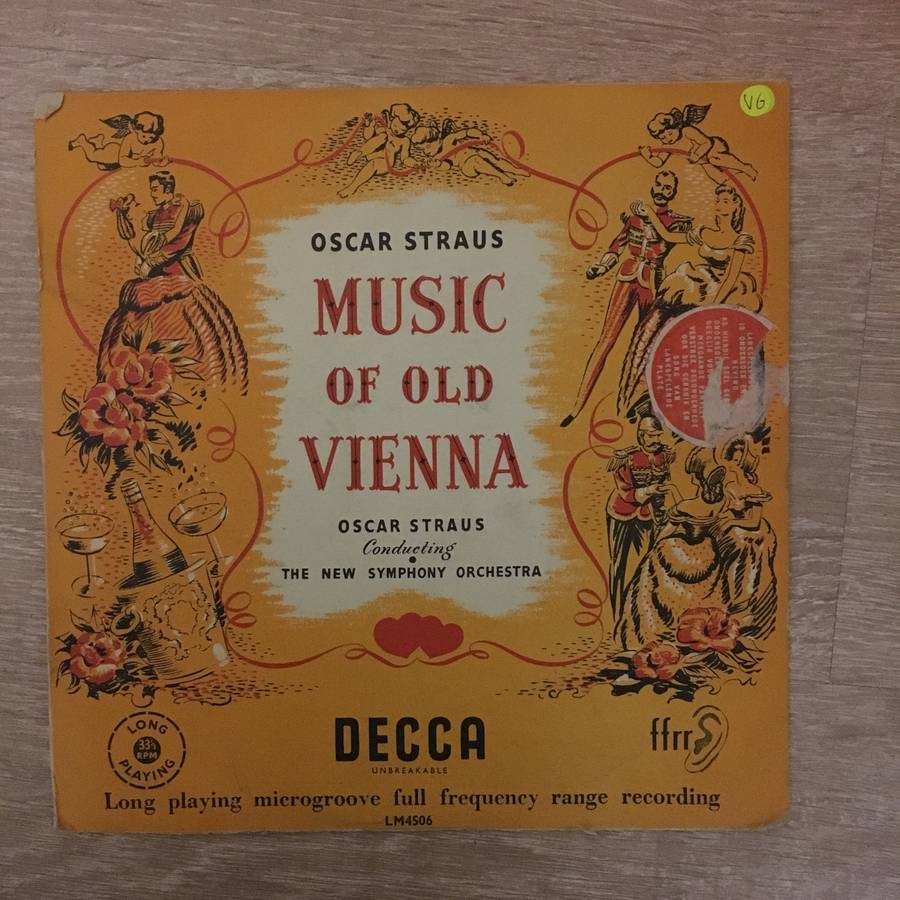 VG
OSCAR STRAUS
MUSIC
OF OLD
VIENNA
OSCAR STRAUS
Conducting
THE NEW SYMPHONY ORCHESTRA
LONG
33⅓
RPM
PLAYING
DECCA
UNBREAKABLE
ffrr
Long playing microgroove full frequency range recording
LM4506